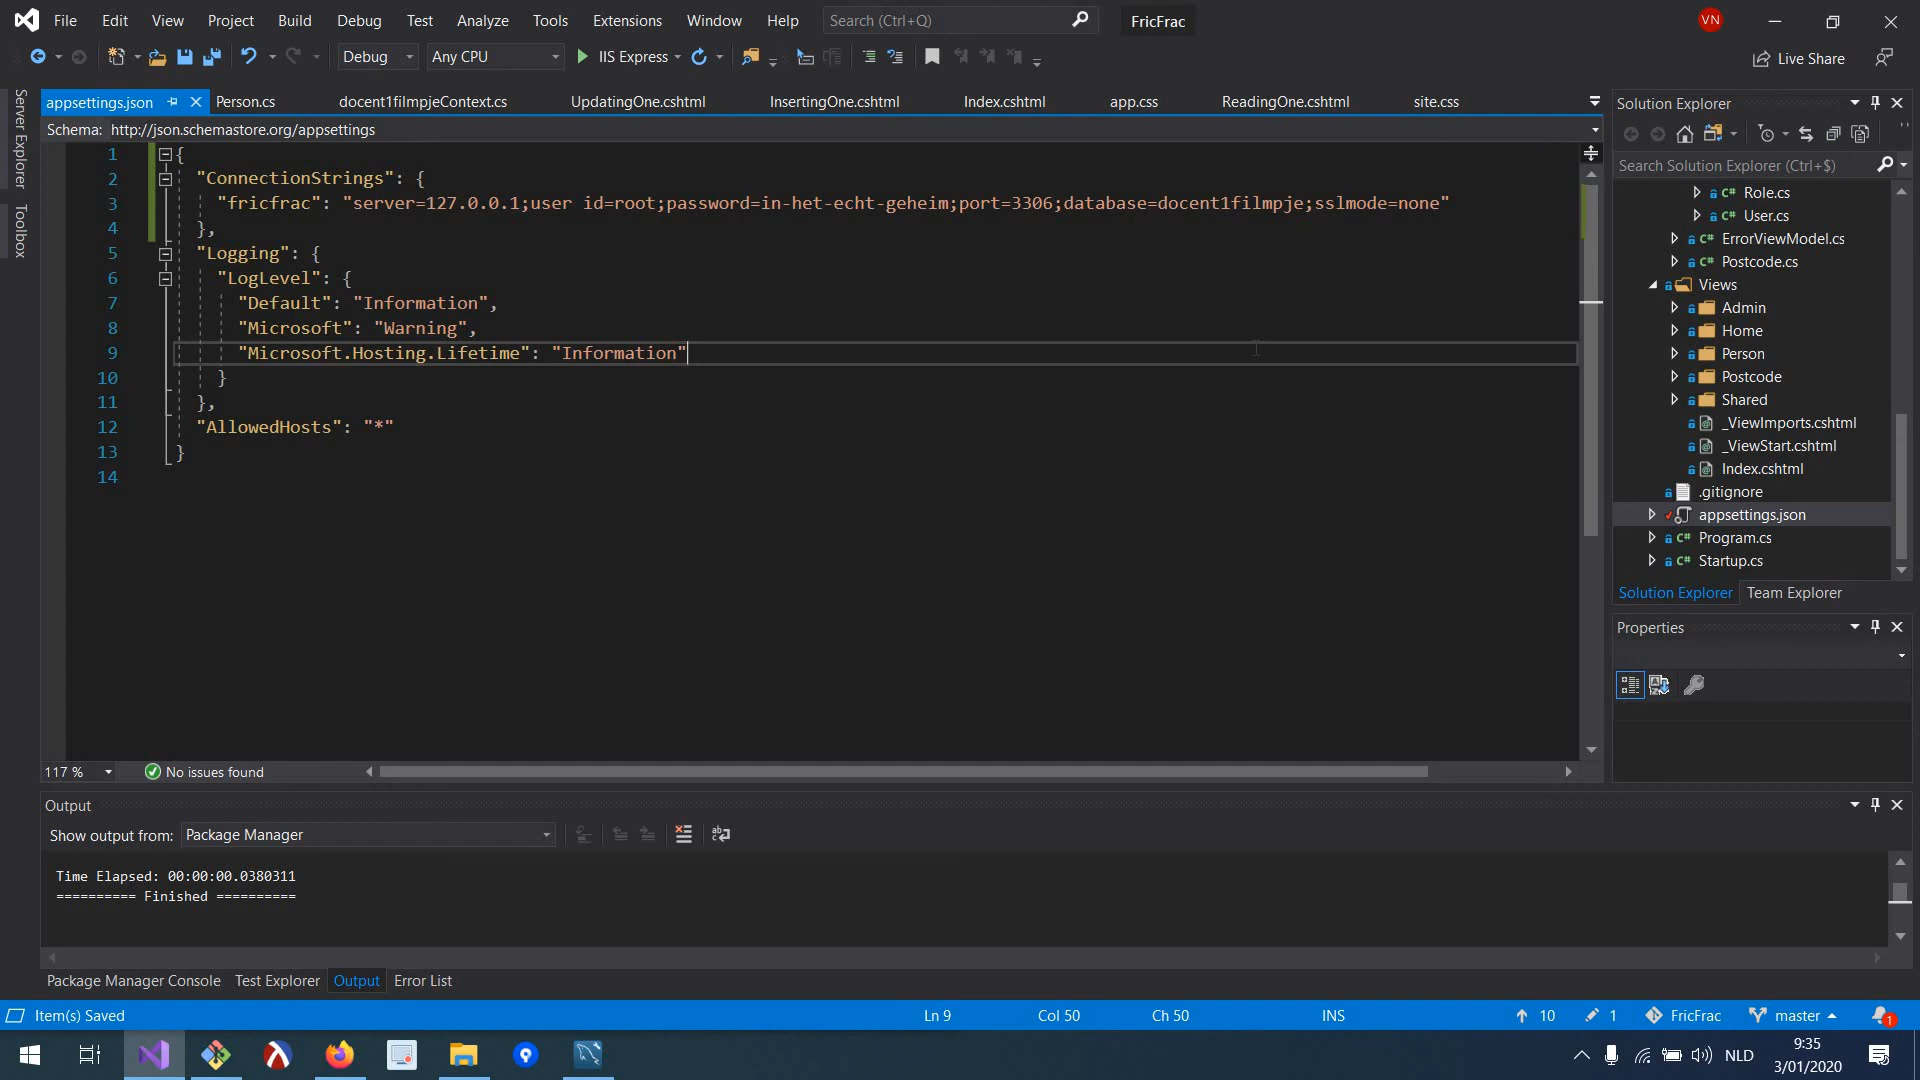 File Edit View Project Build Debug Test Analyze Tools Extensions Window Help Search (Ctrl+Q) FricFrac VN
Debug Any CPU IIS Express Live Share
Server Explorer
Toolbox
appsettings.json Person.cs docent1filmpjeContext.cs UpdatingOne.cshtml InsertingOne.cshtml Index.cshtml app.css ReadingOne.cshtml site.css
Schema: http://json.schemastore.org/appsettings
1 {
2 "ConnectionStrings": {
3 "fricfrac": "server=127.0.0.1;user id=root;password=in-het-echt-geheim;port=3306;database=docent1filmpje;sslmode=none"
4 },
5 "Logging": {
6 "LogLevel": {
7 "Default": "Information",
8 "Microsoft": "Warning",
9 "Microsoft.Hosting.Lifetime": "Information"
10 }
11 },
12 "AllowedHosts": "*"
13 }
14
117 % No issues found
Solution Explorer
Search Solution Explorer (Ctrl+$)
C# Role.cs
C# User.cs
C# ErrorViewModel.cs
C# Postcode.cs
Views
Admin
Home
Person
Postcode
Shared
_ViewImports.cshtml
_ViewStart.cshtml
Index.cshtml
.gitignore
appsettings.json
C# Program.cs
C# Startup.cs
Solution Explorer Team Explorer
Properties
Output
Show output from: Package Manager
Time Elapsed: 00:00:00.0380311
========== Finished ==========
Package Manager Console Test Explorer Output Error List
Item(s) Saved Ln 9 Col 50 Ch 50 INS 10 1 FricFrac master 1
NLD 9:35
3/01/2020